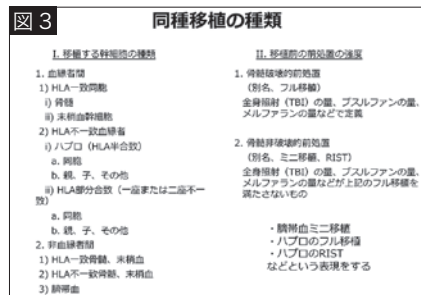 図3
同種移植の種類
I. 移植する幹細胞の種類
1. 血縁者間
1) HLA一致同胞
i) 骨髄
ii) 末梢血幹細胞
2) HLA不一致血縁者
i) ハプロ（HLA半合致）
a. 同胞
b. 親、子、その他
ii) HLA部分合致（一座または二座不一
致）
a. 同胞
b. 親、子、その他
2. 非血縁者間
1) HLA一致骨髄、末梢血
2) HLA不一致骨髄、末梢血
3) 臍帯血
II. 移植前の前処置の強度
1. 骨髄破壊的前処置
（別名、フル移植）
全身照射（TBI）の量、ブスルファンの量、
メルファランの量などで定義
2. 骨髄非破壊的前処置
（別名、ミニ移植、RIST）
全身照射（TBI）の量、ブスルファンの量、
メルファランの量などが上記のフル移植を
満たさないもの
・臍帯血ミニ移植
・ハプロのフル移植
・ハプロのRIST
などという表現をする